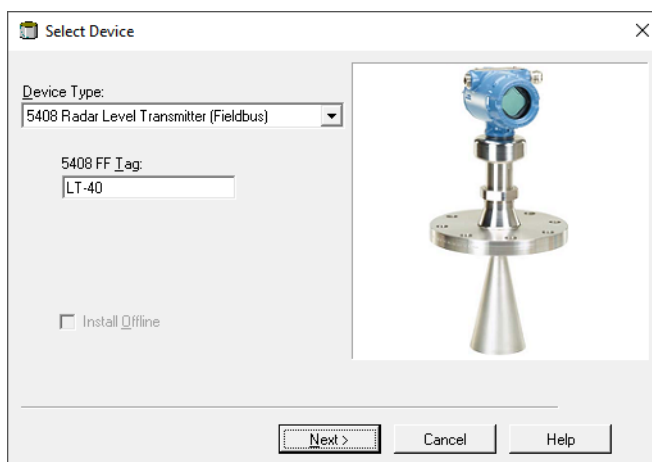 Select Device
Device Type:
5408 Radar Level Transmitter (Fieldbus)
5408 FF Tag:
LT-40
Install Offline
Next >
Cancel
Help